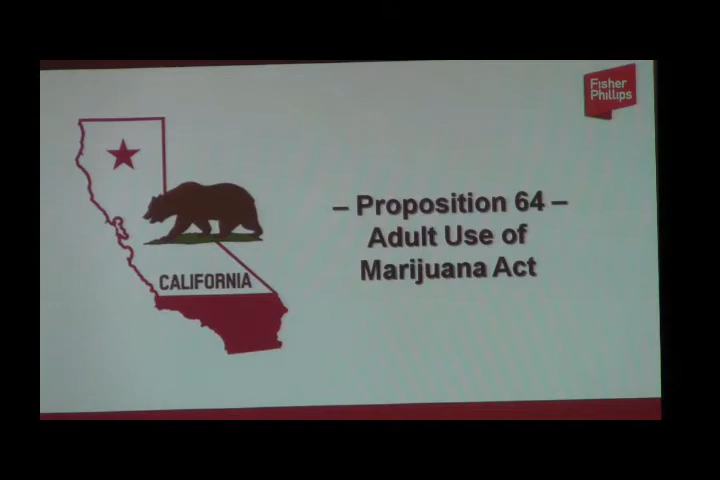 Fisher
Phillips
– Proposition 64 –
Adult Use of
Marijuana Act
CALIFORNIA